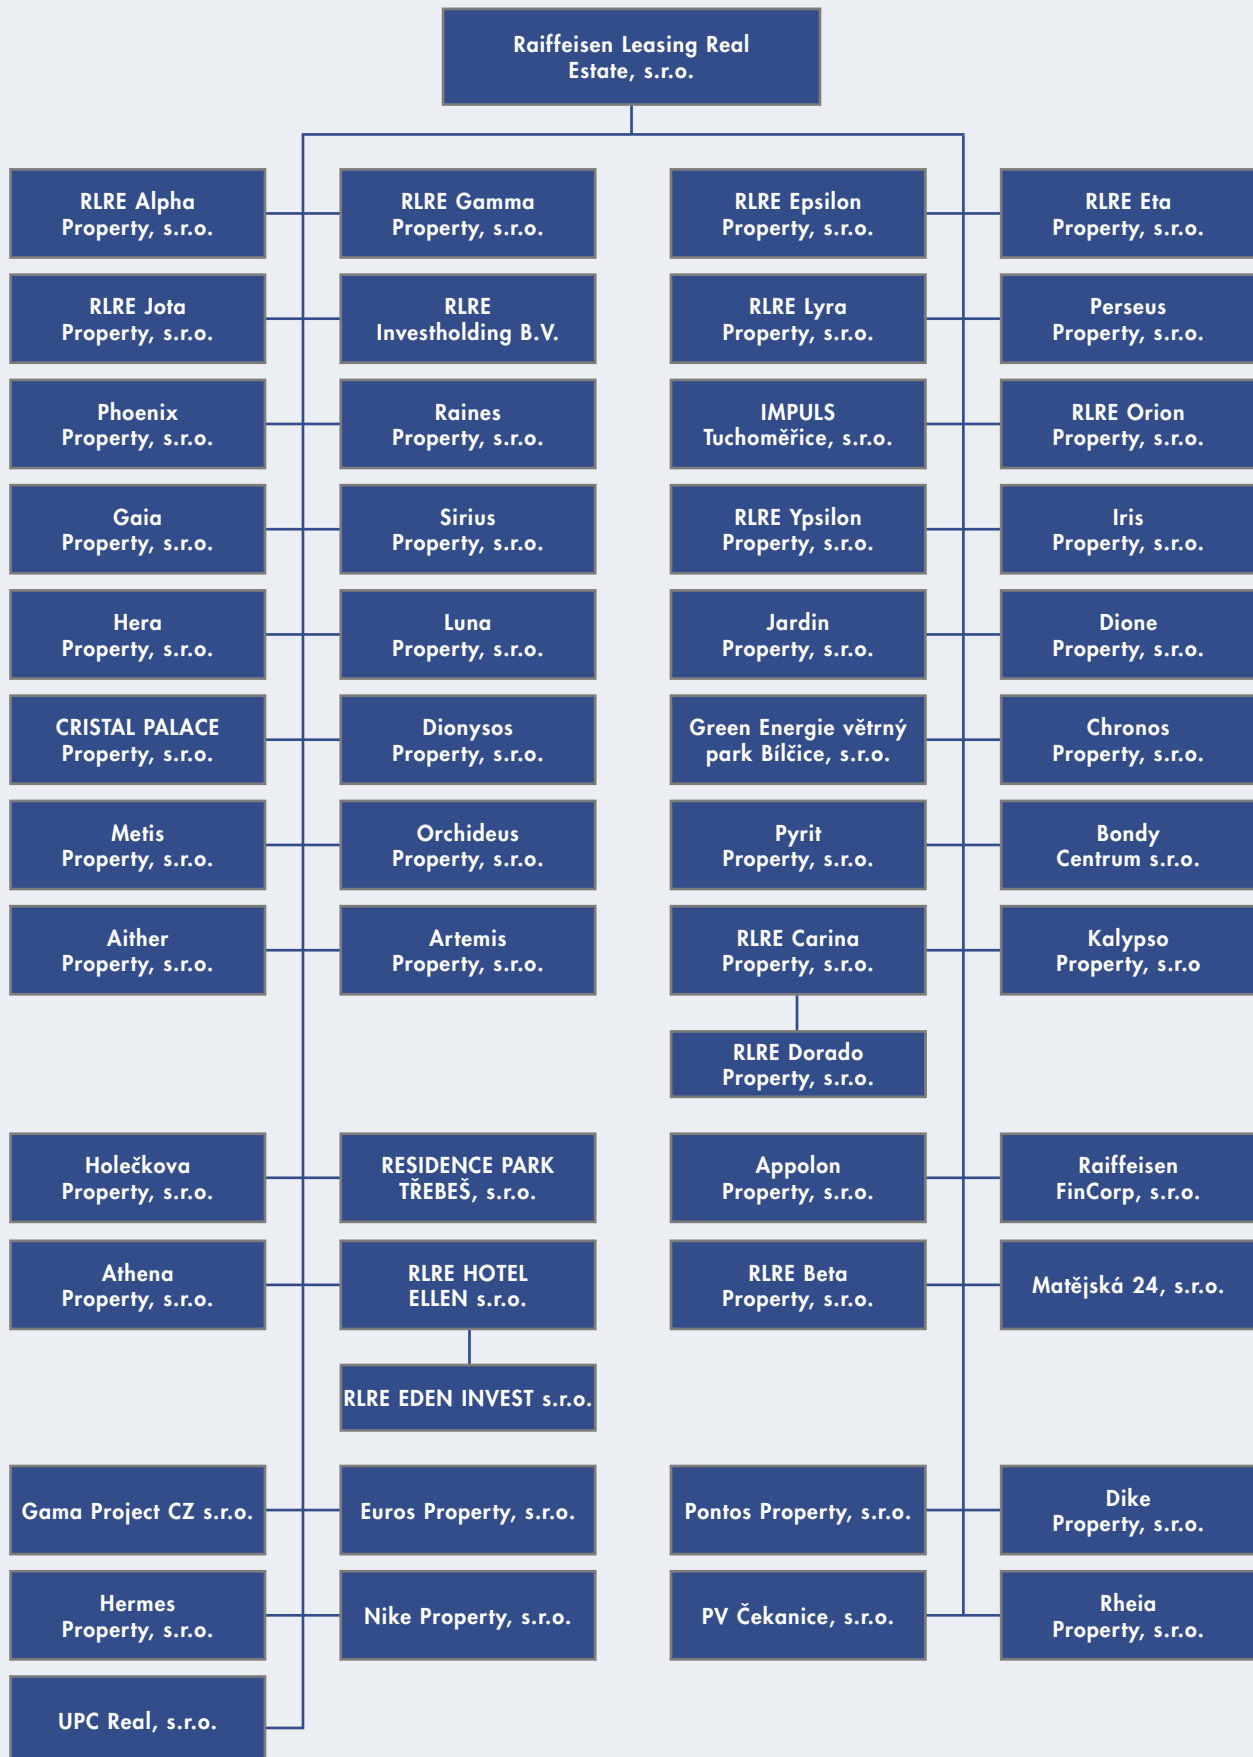 Raiffeisen Leasing Real
Estate, s.r.o.
RLRE Alpha
Property, s.r.o.
RLRE Gamma
Property, s.r.o.
RLRE Epsilon
Property, s.r.o.
RLRE Eta
Property, s.r.o.
RLRE Jota
Property, s.r.o.
RLRE
Investholding B.V.
RLRE Lyra
Property, s.r.o.
Perseus
Property, s.r.o.
Phoenix
Property, s.r.o.
Raines
Property, s.r.o.
IMPULS
Tuchoměřice, s.r.o.
RLRE Orion
Property, s.r.o.
Gaia
Property, s.r.o.
Sirius
Property, s.r.o.
RLRE Ypsilon
Property, s.r.o.
Iris
Property, s.r.o.
Hera
Property, s.r.o.
Luna
Property, s.r.o.
Jardin
Property, s.r.o.
Dione
Property, s.r.o.
CRISTAL PALACE
Property, s.r.o.
Dionysos
Property, s.r.o.
Green Energie větrný
park Bílčice, s.r.o.
Chronos
Property, s.r.o.
Metis
Property, s.r.o.
Orchideus
Property, s.r.o.
Pyrit
Property, s.r.o.
Bondy
Centrum s.r.o.
Aither
Property, s.r.o.
Artemis
Property, s.r.o.
RLRE Carina
Property, s.r.o.
Kalypso
Property, s.r.o
RLRE Dorado
Property, s.r.o.
Holečkova
Property, s.r.o.
RESIDENCE PARK
TŘEBEŠ, s.r.o.
Appolon
Property, s.r.o.
Raiffeisen
FinCorp, s.r.o.
Athena
Property, s.r.o.
RLRE HOTEL
ELLEN s.r.o.
RLRE Beta
Property, s.r.o.
Matějská 24, s.r.o.
RLRE EDEN INVEST s.r.o.
Gama Project CZ s.r.o.
Euros Property, s.r.o.
Pontos Property, s.r.o.
Dike
Property, s.r.o.
Hermes
Property, s.r.o.
Nike Property, s.r.o.
PV Čekanice, s.r.o.
Rheia
Property, s.r.o.
UPC Real, s.r.o.